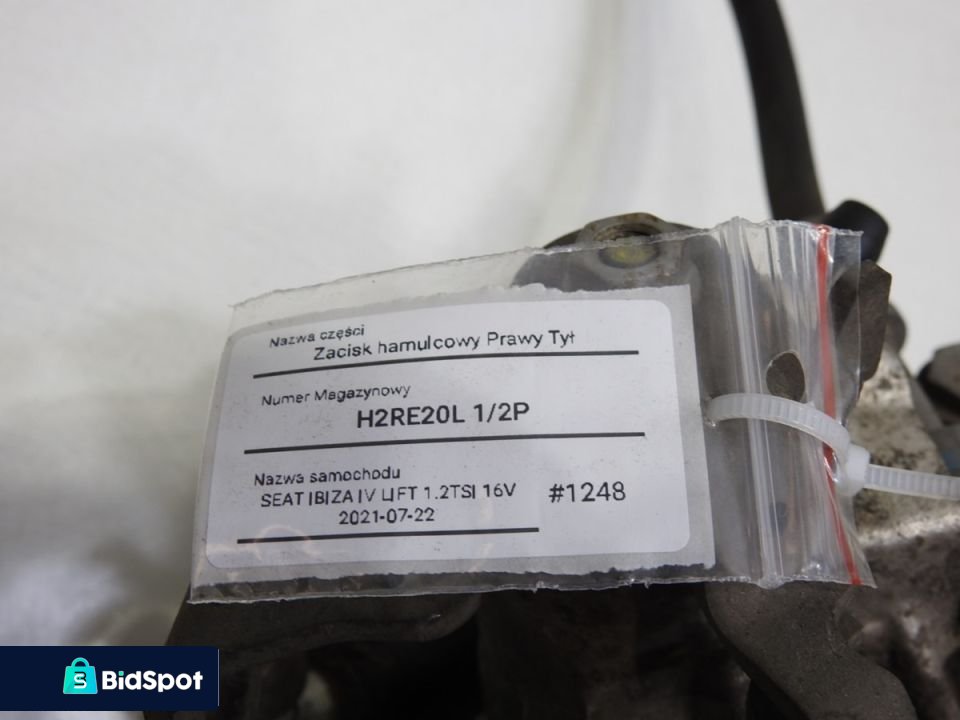 Nazwa części
Zacisk hamulcowy Prawy Tył
Numer Magazynowy
H2RE20L 1/2P
Nazwa samochodu
SEAT IBIZA IV LIFT 1.2TSI 16V
2021-07-22
#1248
BidSpot